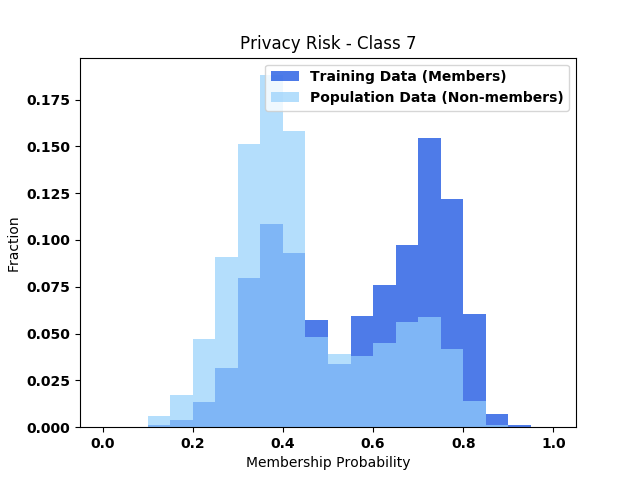 Privacy Risk - Class 7
Training Data (Members)
Population Data (Non-members)
0.175
0.150
0.125
0.100
0.075
0.050
0.025
0.000
Fraction
0.0 0.2 0.4 0.6 0.8 1.0
Membership Probability